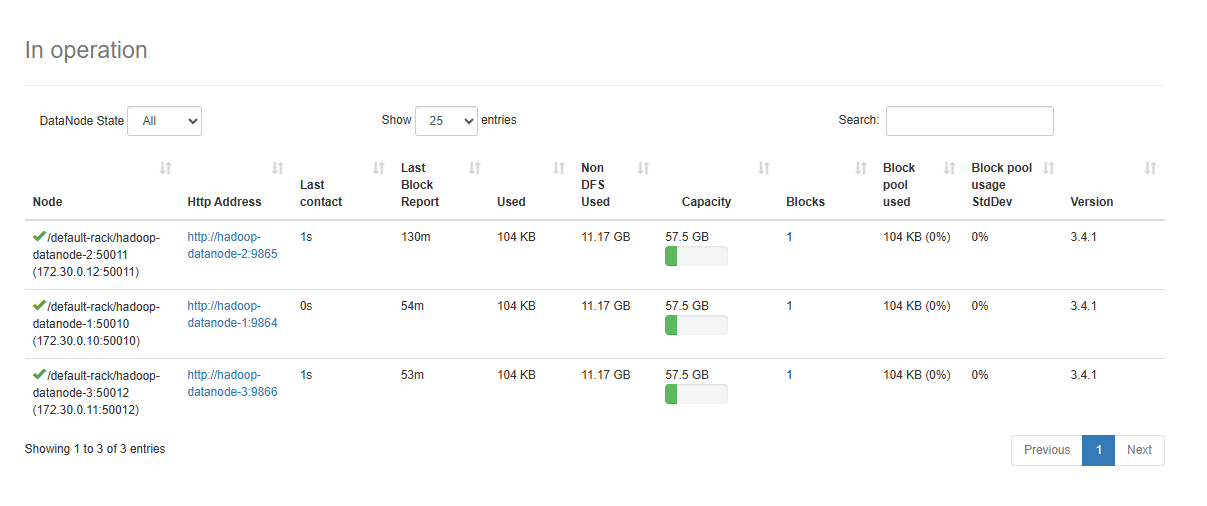 In operation
DataNode State All Show 25 entries Search:
Node Http Address Last contact Last Block Report Used Non DFS Used Capacity Blocks Block pool used Block pool usage StdDev Version
/default-rack/hadoop- http://hadoop- 1s 130m 104 KB 11.17 GB 57.5 GB 1 104 KB (0%) 0% 3.4.1
datanode-2:50011 datanode-2:9865
(172.30.0.12:50011)
/default-rack/hadoop- http://hadoop- 0s 54m 104 KB 11.17 GB 57.5 GB 1 104 KB (0%) 0% 3.4.1
datanode-1:50010 datanode-1:9864
(172.30.0.10:50010)
/default-rack/hadoop- http://hadoop- 1s 53m 104 KB 11.17 GB 57.5 GB 1 104 KB (0%) 0% 3.4.1
datanode-3:50012 datanode-3:9866
(172.30.0.11:50012)
Showing 1 to 3 of 3 entries Previous 1 Next